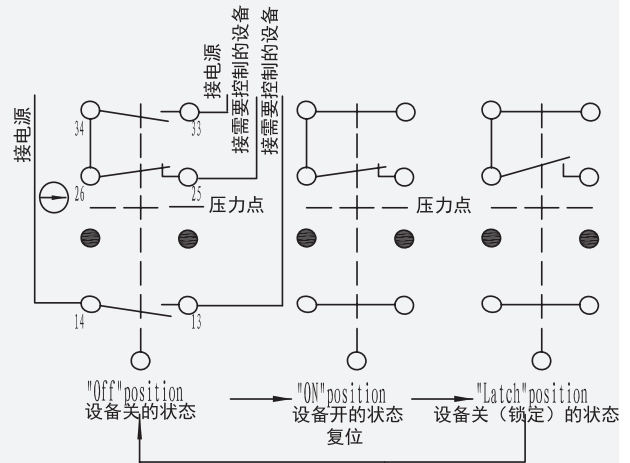 接电源
接电源
接需要控制的设备
接需要控制的设备
34
33
26
25
压力点
压力点
14
13
"Off"position
设备关的状态
"ON"position
设备开的状态
复位
"Latch"position
设备关（锁定）的状态